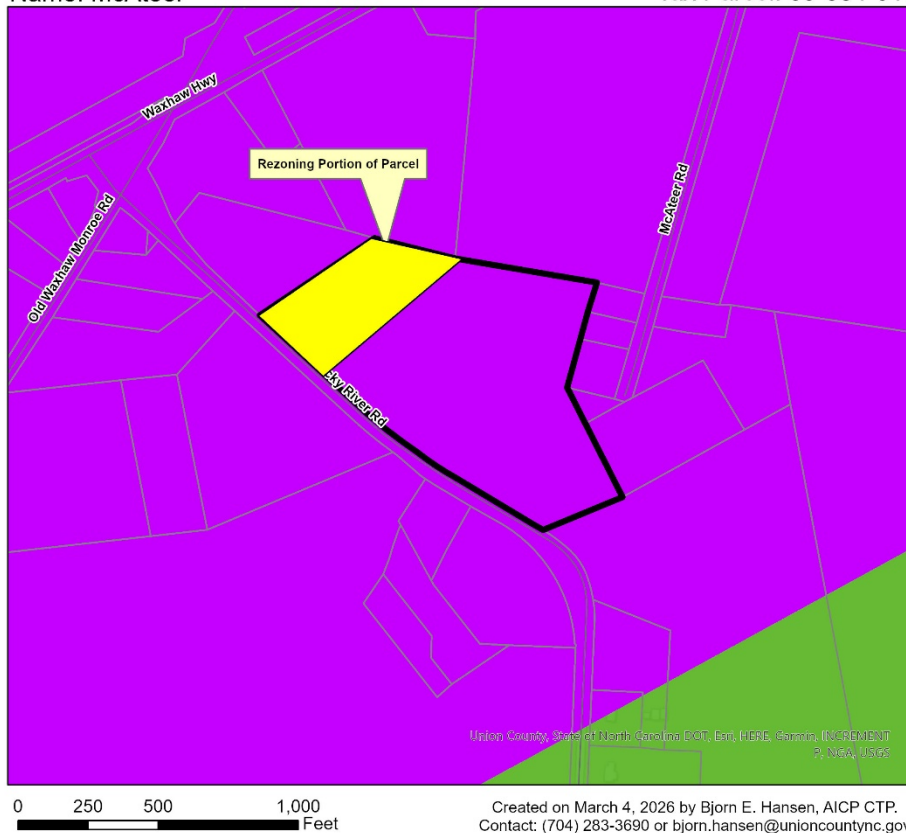 Waxhaw Hwy
Rezoning Portion of Parcel
McAteer Rd
Old Waxhaw Monroe Rd
cky River Rd
Union County, State of North Carolina DOT, Esri, HERE, Garmin, INCREMENT
P, NGA, USGS
0 250 500 1,000
Feet
Created on March 4, 2026 by Bjorn E. Hansen, AICP CTP.
Contact: (704) 283-3690 or bjorn.hansen@unioncountync.gov